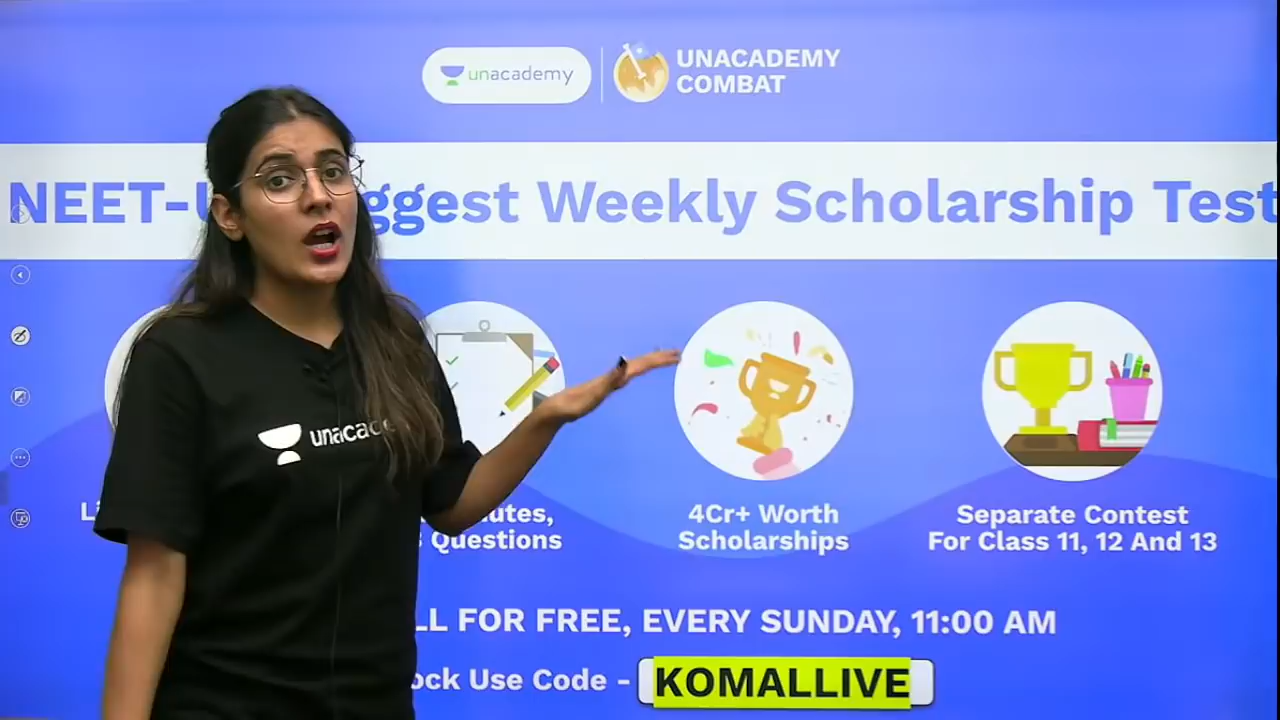 unacademy
UNACADEMY
COMBAT
NEET-U ggest Weekly Scholarship Test
unacade
utes,
Questions
4Cr+ Worth
Scholarships
Separate Contest
For Class 11, 12 And 13
LL FOR FREE, EVERY SUNDAY, 11:00 AM
ock Use Code - KOMALLIVE